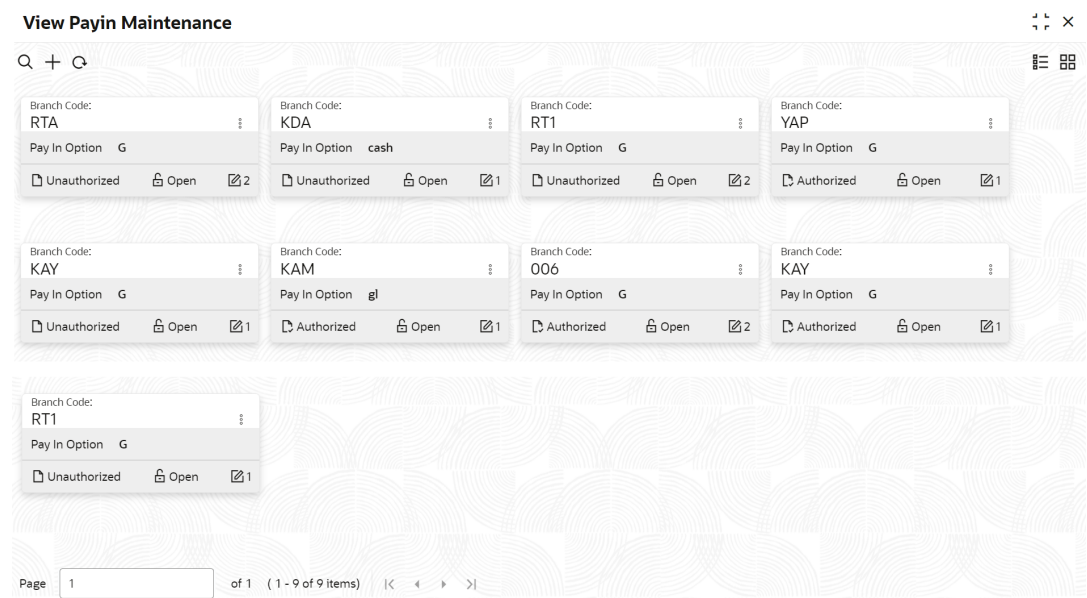 View Payin Maintenance
Branch Code: Branch Code: Branch Code: Branch Code:
RTA KDA RT1 YAP
Pay In Option G Pay In Option cash Pay In Option G Pay In Option G
Unauthorized Open 2 Unauthorized Open 1 Unauthorized Open 2 Authorized Open 1
Branch Code: Branch Code: Branch Code: Branch Code:
KAY KAM 006 KAY
Pay In Option G Pay In Option gl Pay In Option G Pay In Option G
Unauthorized Open 1 Authorized Open 1 Authorized Open 2 Authorized Open 1
Branch Code:
RT1
Pay In Option G
Unauthorized Open 1
Page 1 of 1 ( 1 - 9 of 9 items)